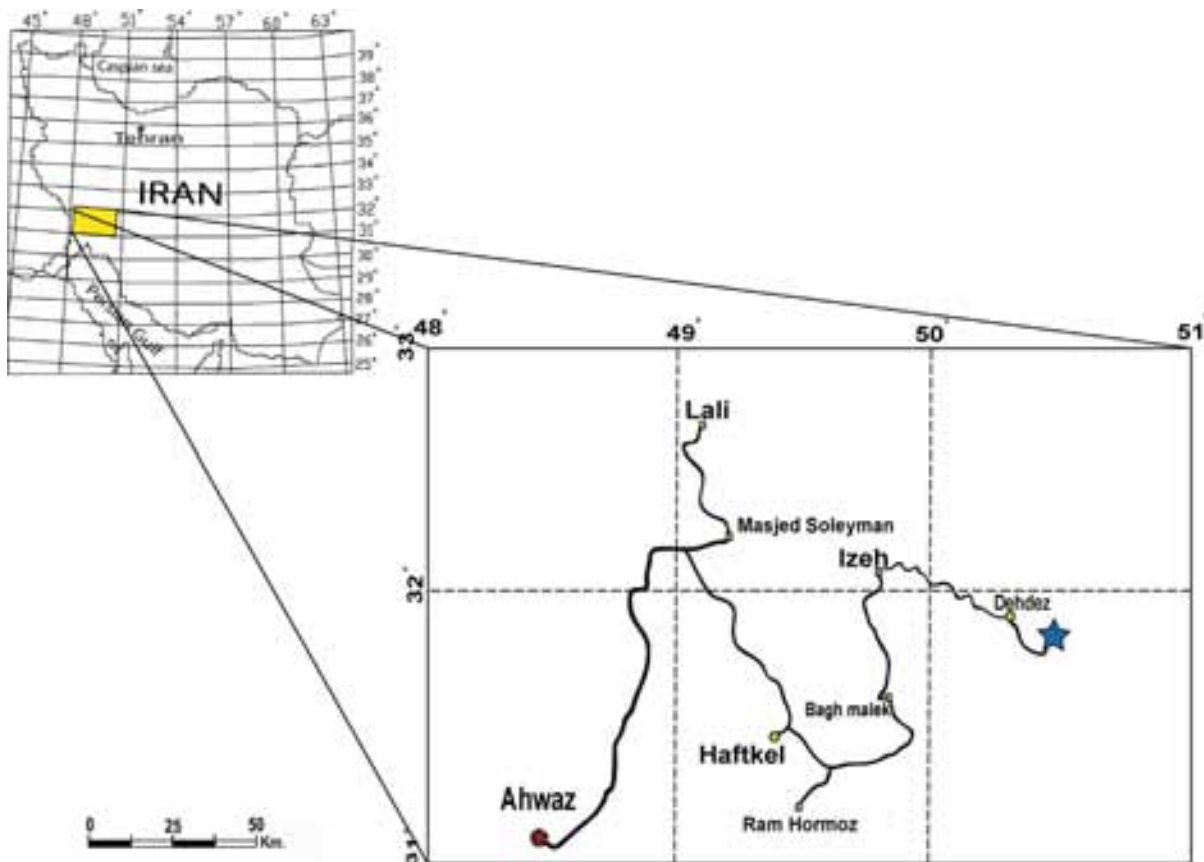 45° 48° 51° 54° 57° 60° 63°
39°
38°
37°
36°
35°
34°
33°
32°
31°
30°
29°
28°
27°
26°
25°
Caspian sea
Tehran
IRAN
Persian Gulf
48° 49° 50° 51
33°
32°
31
Lali
Masjed Soleyman
Izeh
Dehdez
Bagh malek
Haftkel
Ahwaz
Ram Hormoz
0 25 50
Km.